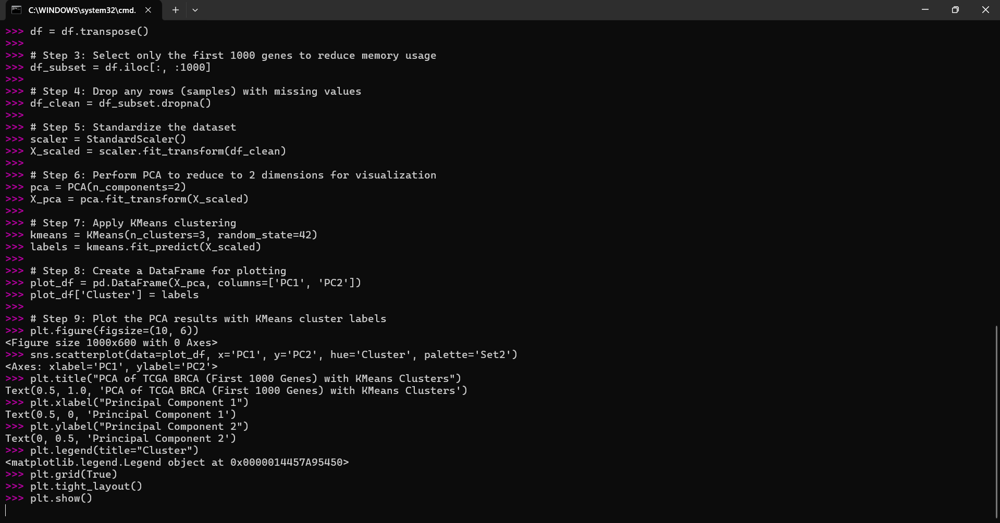 C:\WINDOWS\system32\cmd.
>>> df = df.transpose()
>>>
>>> # Step 3: Select only the first 1000 genes to reduce memory usage
>>> df_subset = df.iloc[:, :1000]
>>>
>>> # Step 4: Drop any rows (samples) with missing values
>>> df_clean = df_subset.dropna()
>>>
>>> # Step 5: Standardize the dataset
>>> scaler = StandardScaler()
>>> X_scaled = scaler.fit_transform(df_clean)
>>>
>>> # Step 6: Perform PCA to reduce to 2 dimensions for visualization
>>> pca = PCA(n_components=2)
>>> X_pca = pca.fit_transform(X_scaled)
>>>
>>> # Step 7: Apply KMeans clustering
>>> kmeans = KMeans(n_clusters=3, random_state=42)
>>> labels = kmeans.fit_predict(X_scaled)
>>>
>>> # Step 8: Create a DataFrame for plotting
>>> plot_df = pd.DataFrame(X_pca, columns=['PC1', 'PC2'])
>>> plot_df['Cluster'] = labels
>>>
>>> # Step 9: Plot the PCA results with KMeans cluster labels
>>> plt.figure(figsize=(10, 6))
<Figure size 1000x600 with 0 Axes>
>>> sns.scatterplot(data=plot_df, x='PC1', y='PC2', hue='Cluster', palette='Set2')
<Axes: xlabel='PC1', ylabel='PC2'>
>>> plt.title("PCA of TCGA BRCA (First 1000 Genes) with KMeans Clusters")
Text(0.5, 1.0, 'PCA of TCGA BRCA (First 1000 Genes) with KMeans Clusters')
>>> plt.xlabel("Principal Component 1")
Text(0.5, 0, 'Principal Component 1')
>>> plt.ylabel("Principal Component 2")
Text(0, 0.5, 'Principal Component 2')
>>> plt.legend(title="Cluster")
<matplotlib.legend.Legend object at 0x0000014457A95450>
>>> plt.grid(True)
>>> plt.tight_layout()
>>> plt.show()